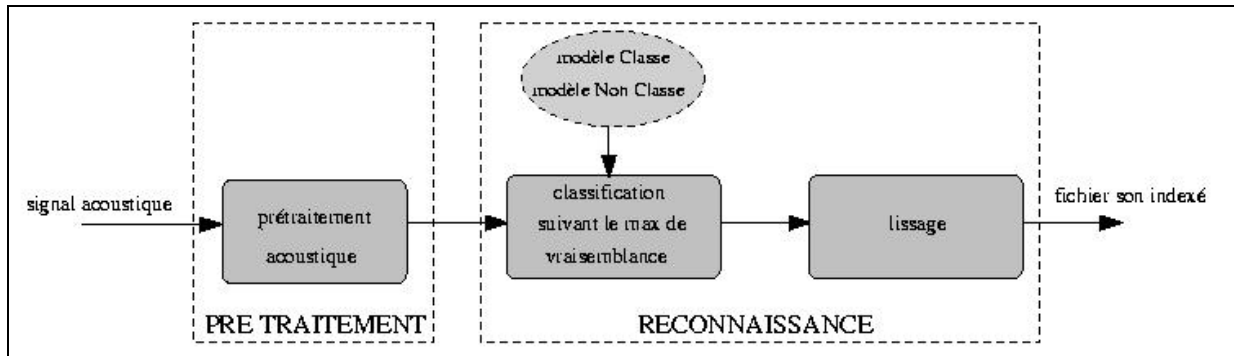 modèle Classe
modèle Non Classe
signal acoustique
prétraitement
acoustique
classification
suivant le max de
vraisemblance
lissage
fichier son indexé
PRE TRAITEMENT
RECONNAISSANCE